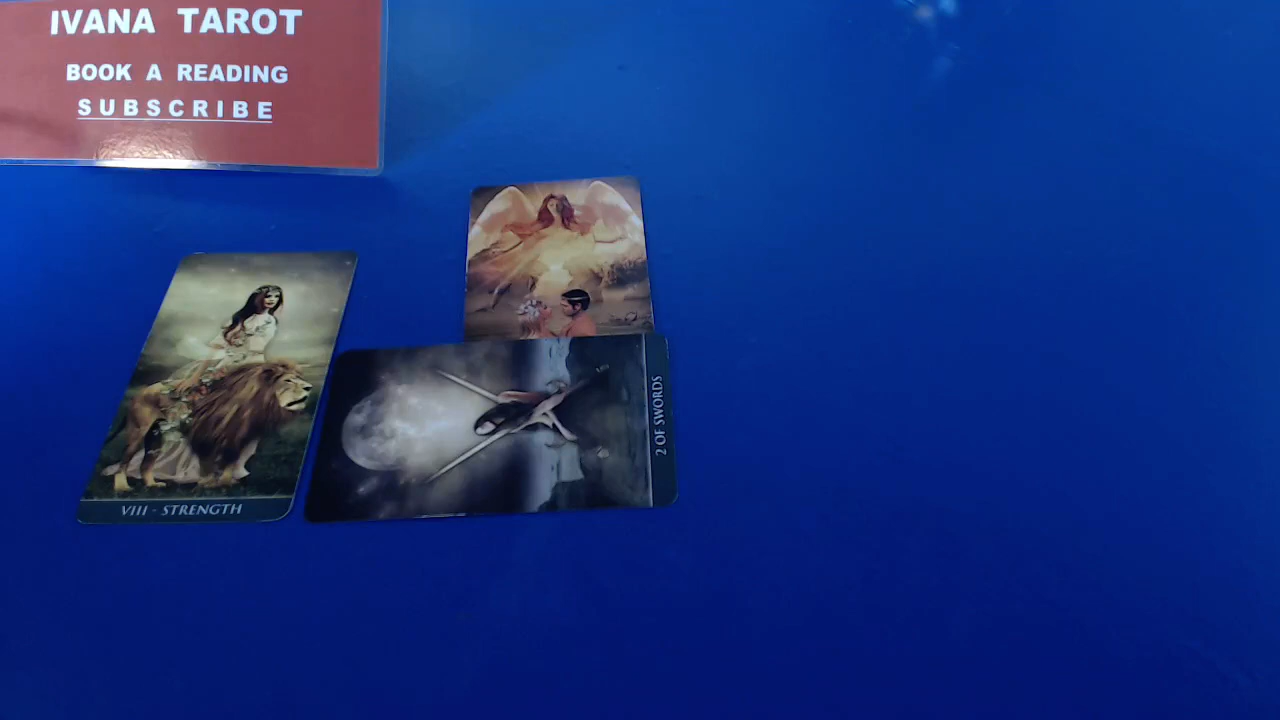 IVANA TAROT
BOOK A READING
SUBSCRIBE
VIII - STRENGTH
2 OF SWORDS